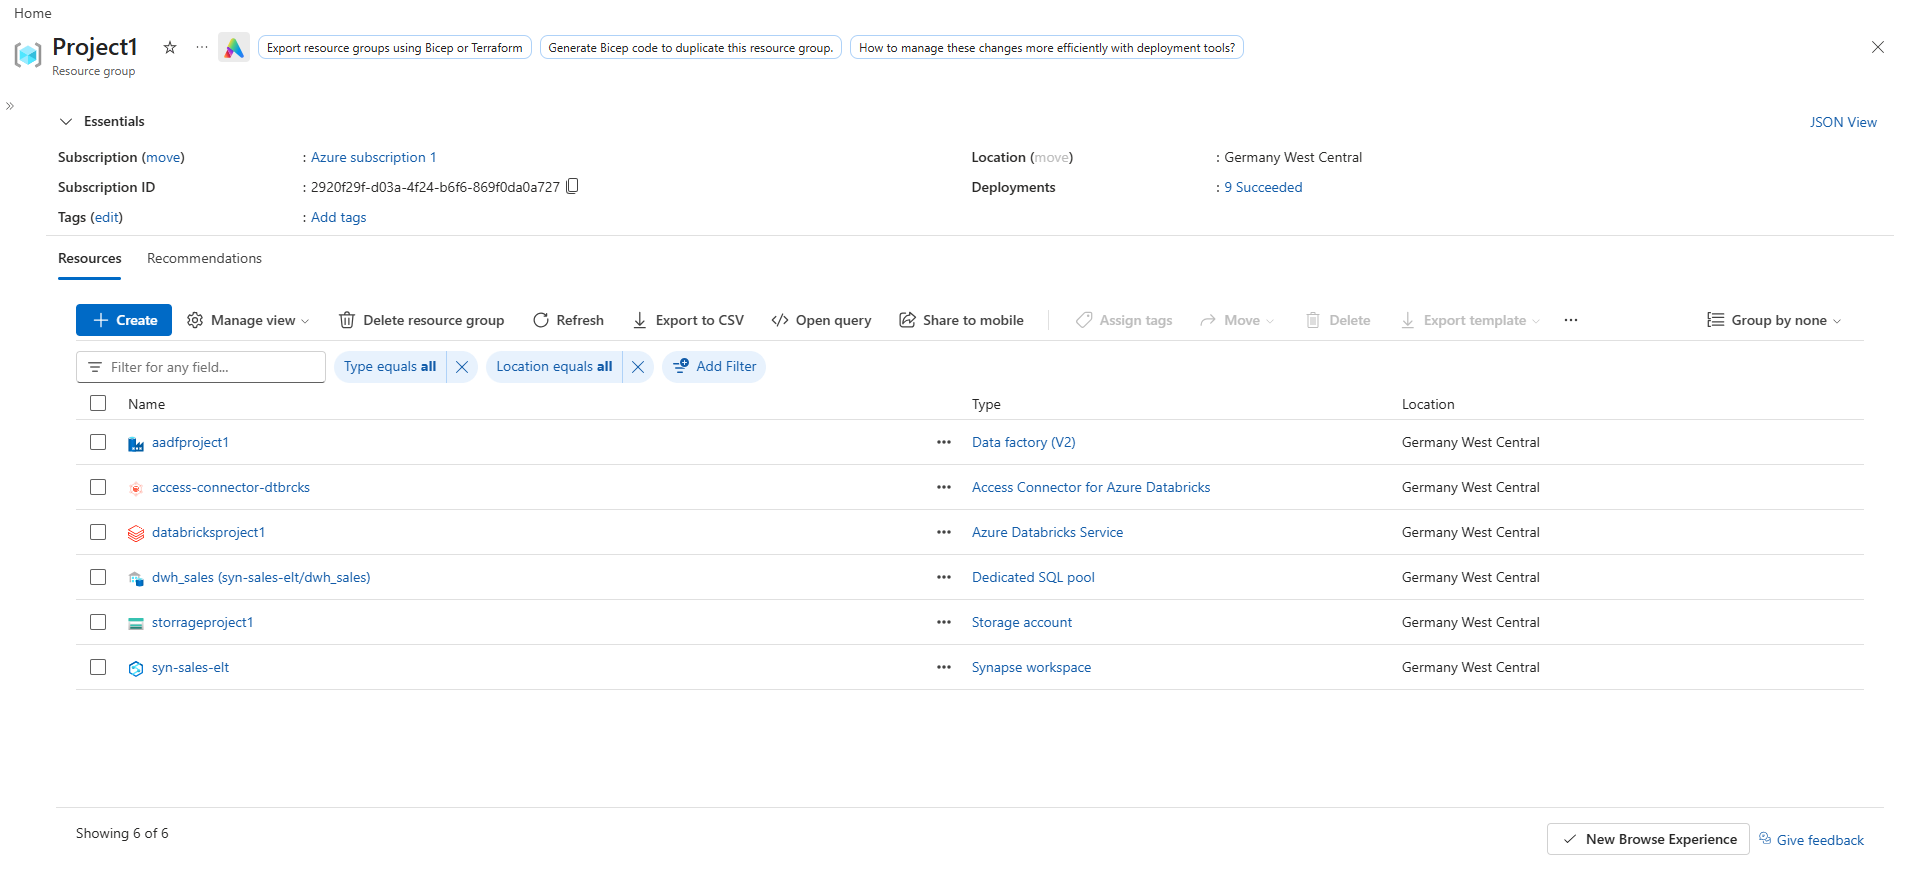 Home
Project1
Export resource groups using Bicep or Terraform
Generate Bicep code to duplicate this resource group.
How to manage these changes more efficiently with deployment tools?
Resource group
Essentials
JSON View
Subscription (move) : Azure subscription 1
Location (move) : Germany West Central
Subscription ID : 2920f29f-d03a-4f24-b6f6-869f0da0a727
Deployments : 9 Succeeded
Tags (edit) : Add tags
Resources Recommendations
Create Manage view Delete resource group Refresh Export to CSV Open query Share to mobile Assign tags Move Delete Export template Group by none
Filter for any field... Type equals all Location equals all Add Filter
Name Type Location
aadfproject1 Data factory (V2) Germany West Central
access-connector-dtbrcks Access Connector for Azure Databricks Germany West Central
databricksproject1 Azure Databricks Service Germany West Central
dwh_sales (syn-sales-elt/dwh_sales) Dedicated SQL pool Germany West Central
storrageproject1 Storage account Germany West Central
syn-sales-elt Synapse workspace Germany West Central
Showing 6 of 6
New Browse Experience Give feedback